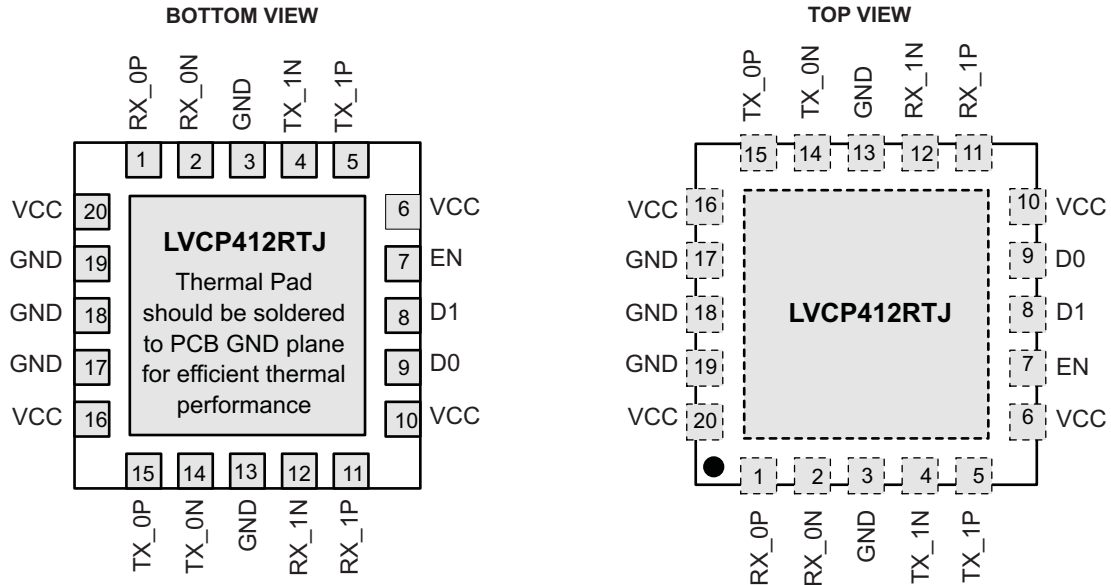 BOTTOM VIEW
RX_0P
RX_0N
GND
TX_1N
TX_1P
1 2 3 4 5
VCC 20 6 VCC
GND 19 7 EN
GND 18 8 D1
GND 17 9 D0
VCC 16 10 VCC
LVCP412RTJ
Thermal Pad
should be soldered
to PCB GND plane
for efficient thermal
performance
15 14 13 12 11
TX_0P
TX_0N
GND
RX_1N
RX_1P
TOP VIEW
TX_0P
TX_0N
GND
RX_1N
RX_1P
15 14 13 12 11
VCC 16 10 VCC
GND 17 9 D0
GND 18 8 D1
GND 19 7 EN
VCC 20 6 VCC
LVCP412RTJ
1 2 3 4 5
RX_0P
RX_0N
GND
TX_1N
TX_1P